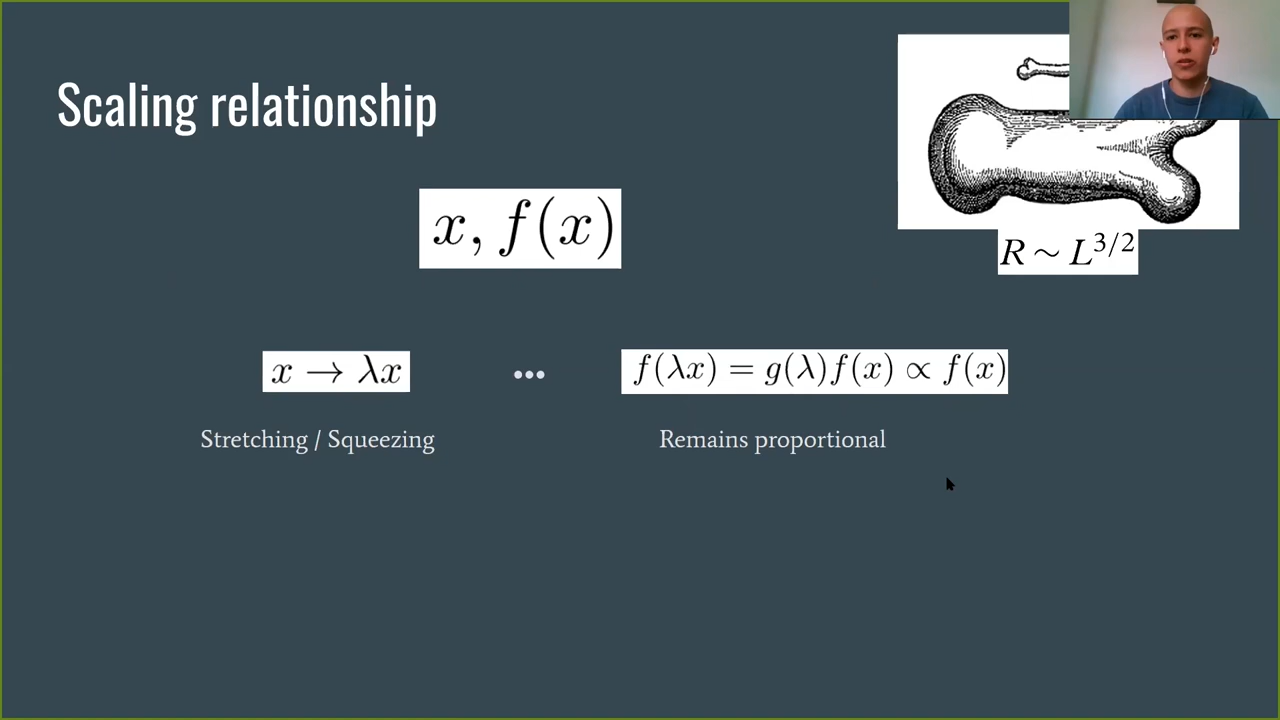 Scaling relationship
x, f(x)
R ∼ L^{3/2}
x → λx
•••
f(λx) = g(λ)f(x) ∝ f(x)
Stretching / Squeezing
Remains proportional